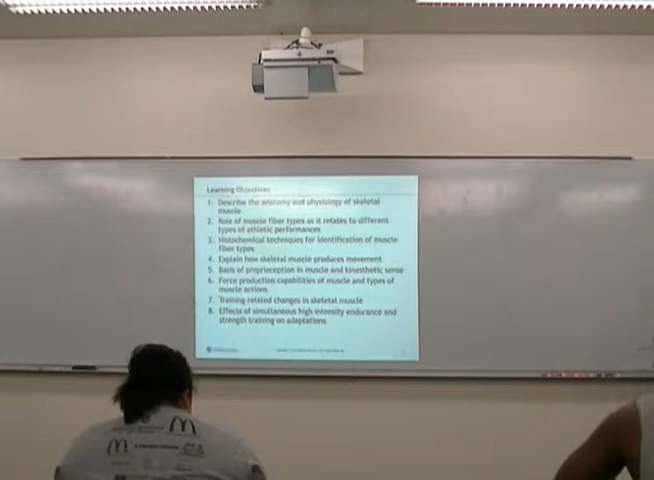 Learning Objectives
1. Describe the anatomy and physiology of skeletal
muscle
2. Role of muscle fiber types as it relates to different
types of athletic performances
3. Histochemical techniques for identification of muscle
fiber types
4. Explain how skeletal muscle produces movement
5. Basis of proprioception in muscle and kinesthetic sense
6. Force production capabilities of muscle and types of
muscle actions
7. Training-related changes in skeletal muscle
8. Effects of simultaneous high intensity endurance and
strength training on adaptations